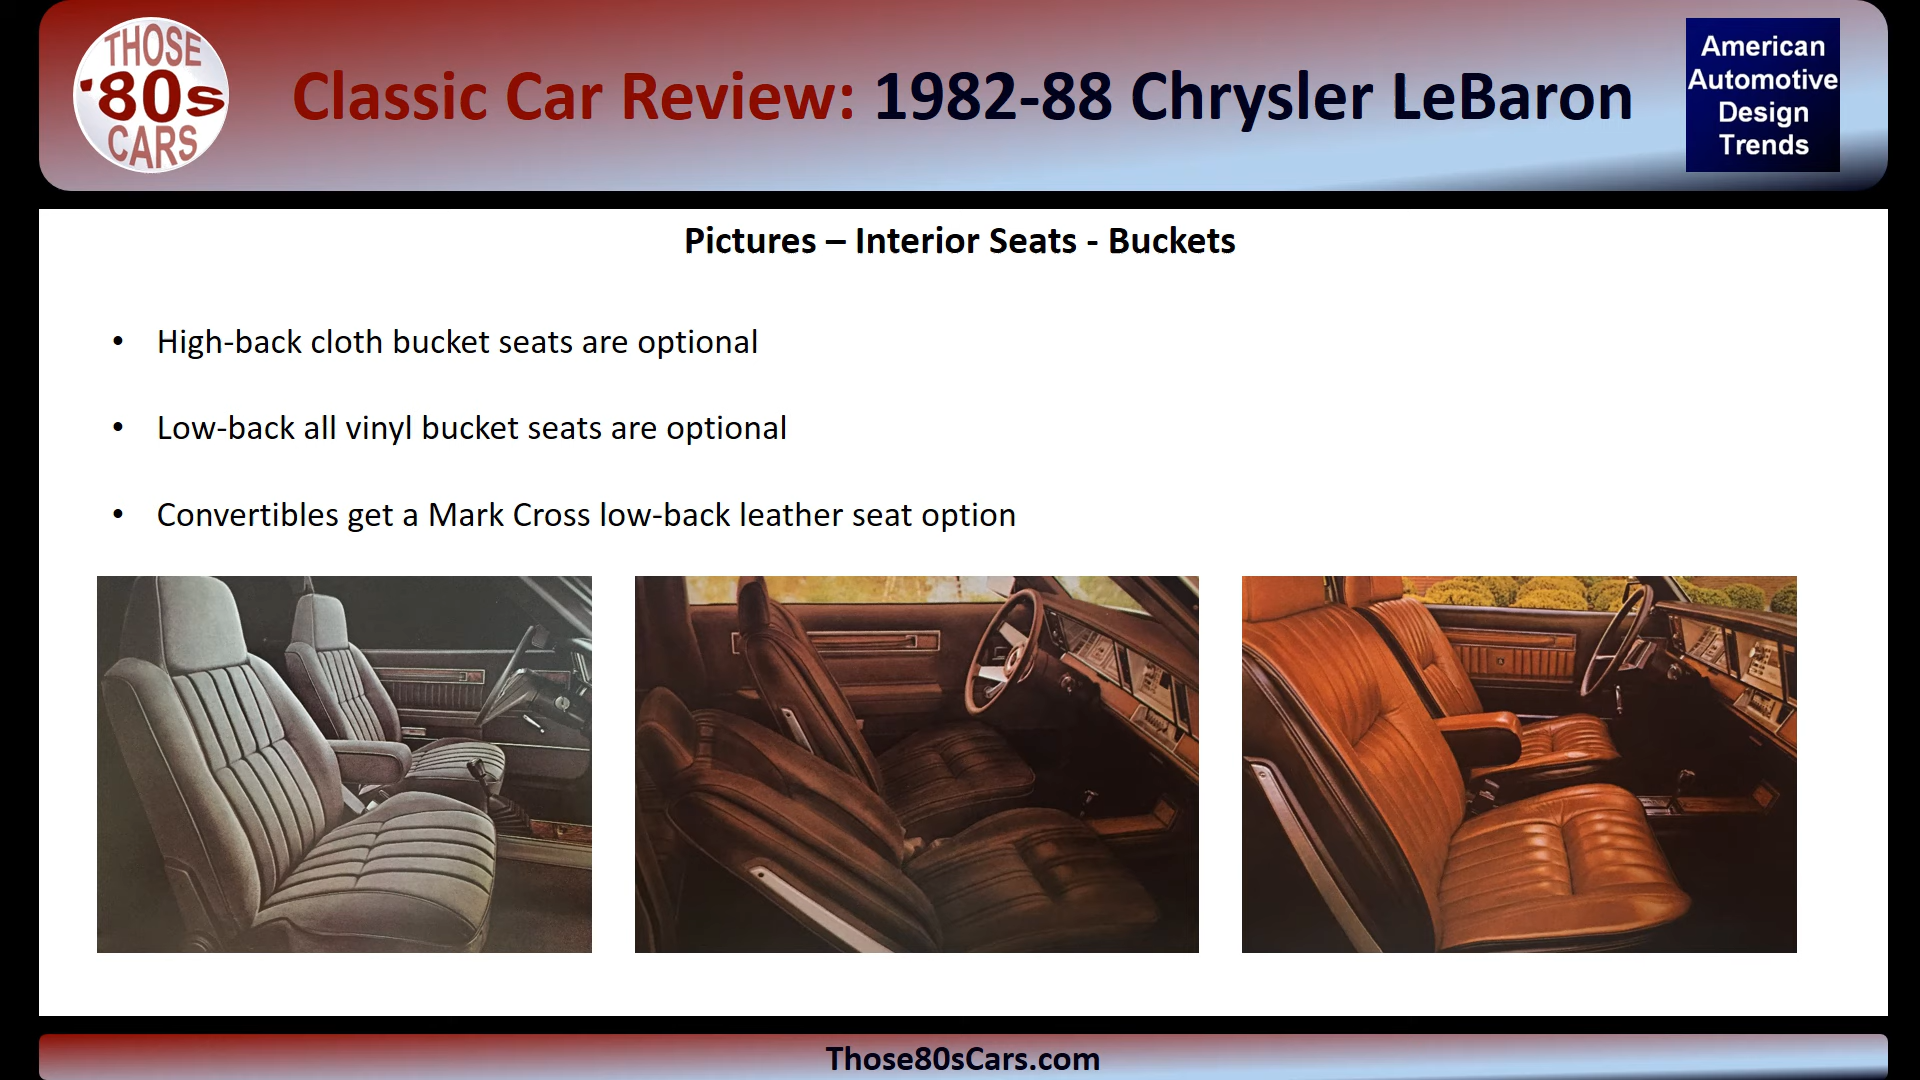 THOSE
'80s
CARS
Classic Car Review: 1982-88 Chrysler LeBaron
American
Automotive
Design
Trends
Pictures – Interior Seats - Buckets
• High-back cloth bucket seats are optional
• Low-back all vinyl bucket seats are optional
• Convertibles get a Mark Cross low-back leather seat option
Those80sCars.com